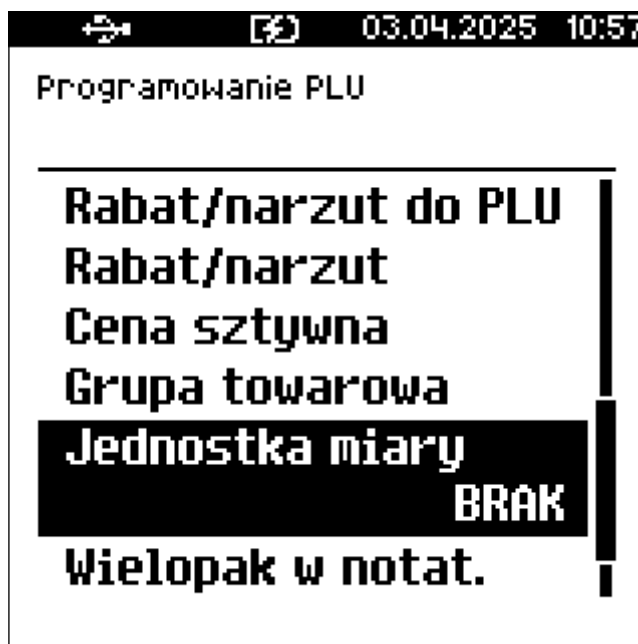 03.04.2025 10:57
Programowanie PLU
Rabat/narzut do PLU
Rabat/narzut
Cena sztywna
Grupa towarowa
Jednostka miary
BRAK
Wielopak w notat.